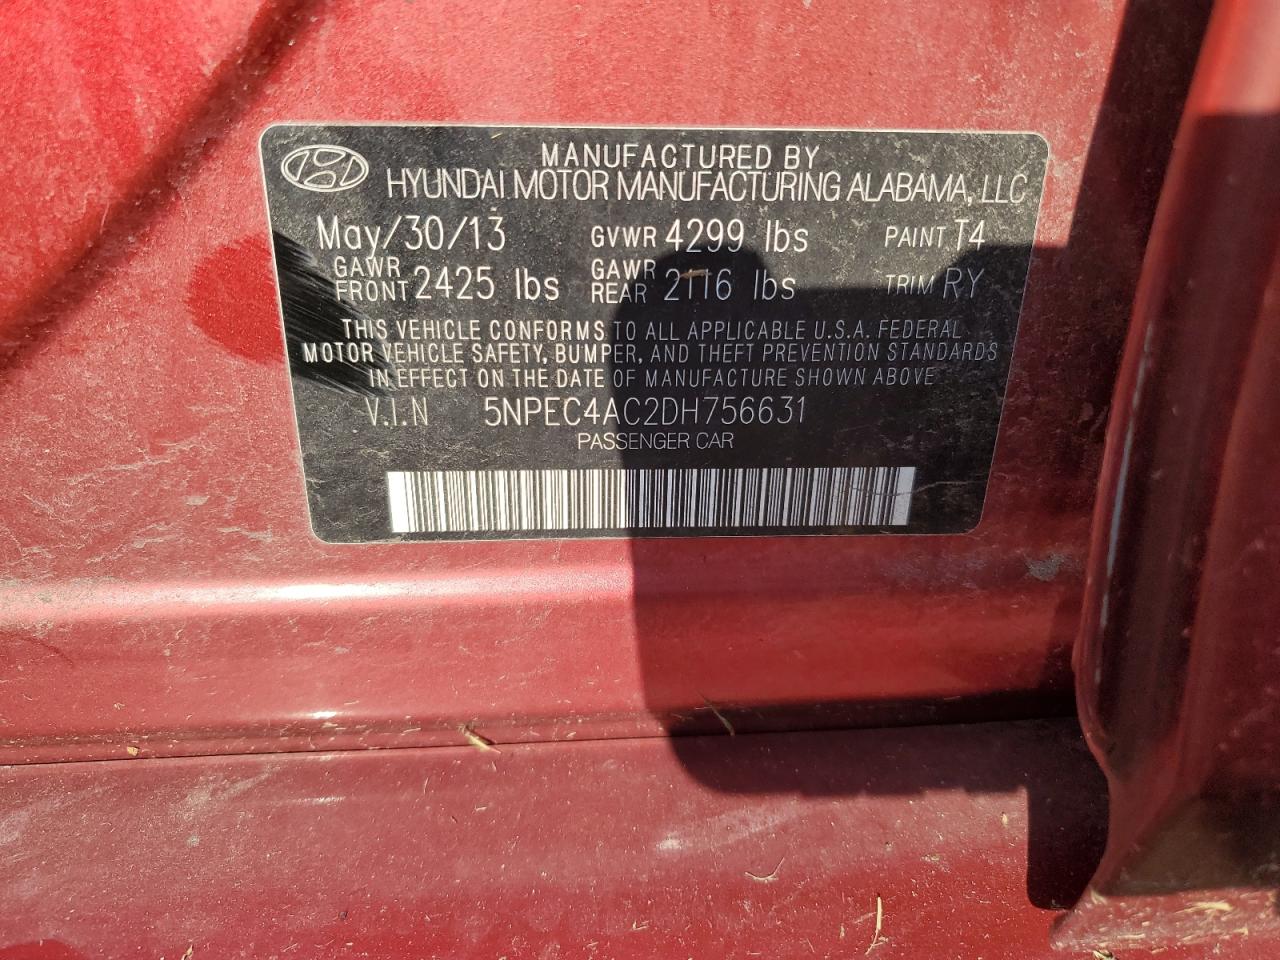 MANUFACTURED BY
HYUNDAI MOTOR MANUFACTURING ALABAMA, LLC
May/30/13 GVWR 4299 lbs PAINT T4
GAWR FRONT 2425 lbs GAWR REAR 2116 lbs TRIM RY
THIS VEHICLE CONFORMS TO ALL APPLICABLE U.S.A. FEDERAL
MOTOR VEHICLE SAFETY, BUMPER, AND THEFT PREVENTION STANDARDS
IN EFFECT ON THE DATE OF MANUFACTURE SHOWN ABOVE
V.I.N 5NPEC4AC2DH756631
PASSENGER CAR